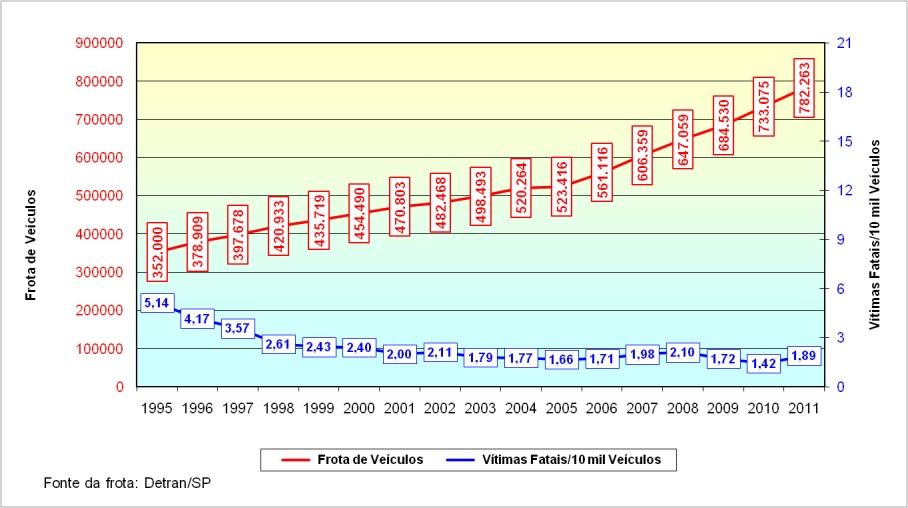 900000
800000
700000
600000
500000
400000
300000
200000
100000
0
Frota de Veículos
21
18
15
12
9
6
3
0
Vítimas Fatais/10 mil Veículos
352.000 378.909 397.678 420.933 435.719 454.490 470.803 482.468 498.493 520.264 523.416 561.116 606.359 647.059 684.530 733.075 782.263
5,14 4,17 3,57 2,61 2,43 2,40 2,00 2,11 1,79 1,77 1,66 1,71 1,98 2,10 1,72 1,42 1,89
1995 1996 1997 1998 1999 2000 2001 2002 2003 2004 2005 2006 2007 2008 2009 2010 2011
Frota de Veículos Vítimas Fatais/10 mil Veículos
Fonte da frota: Detran/SP